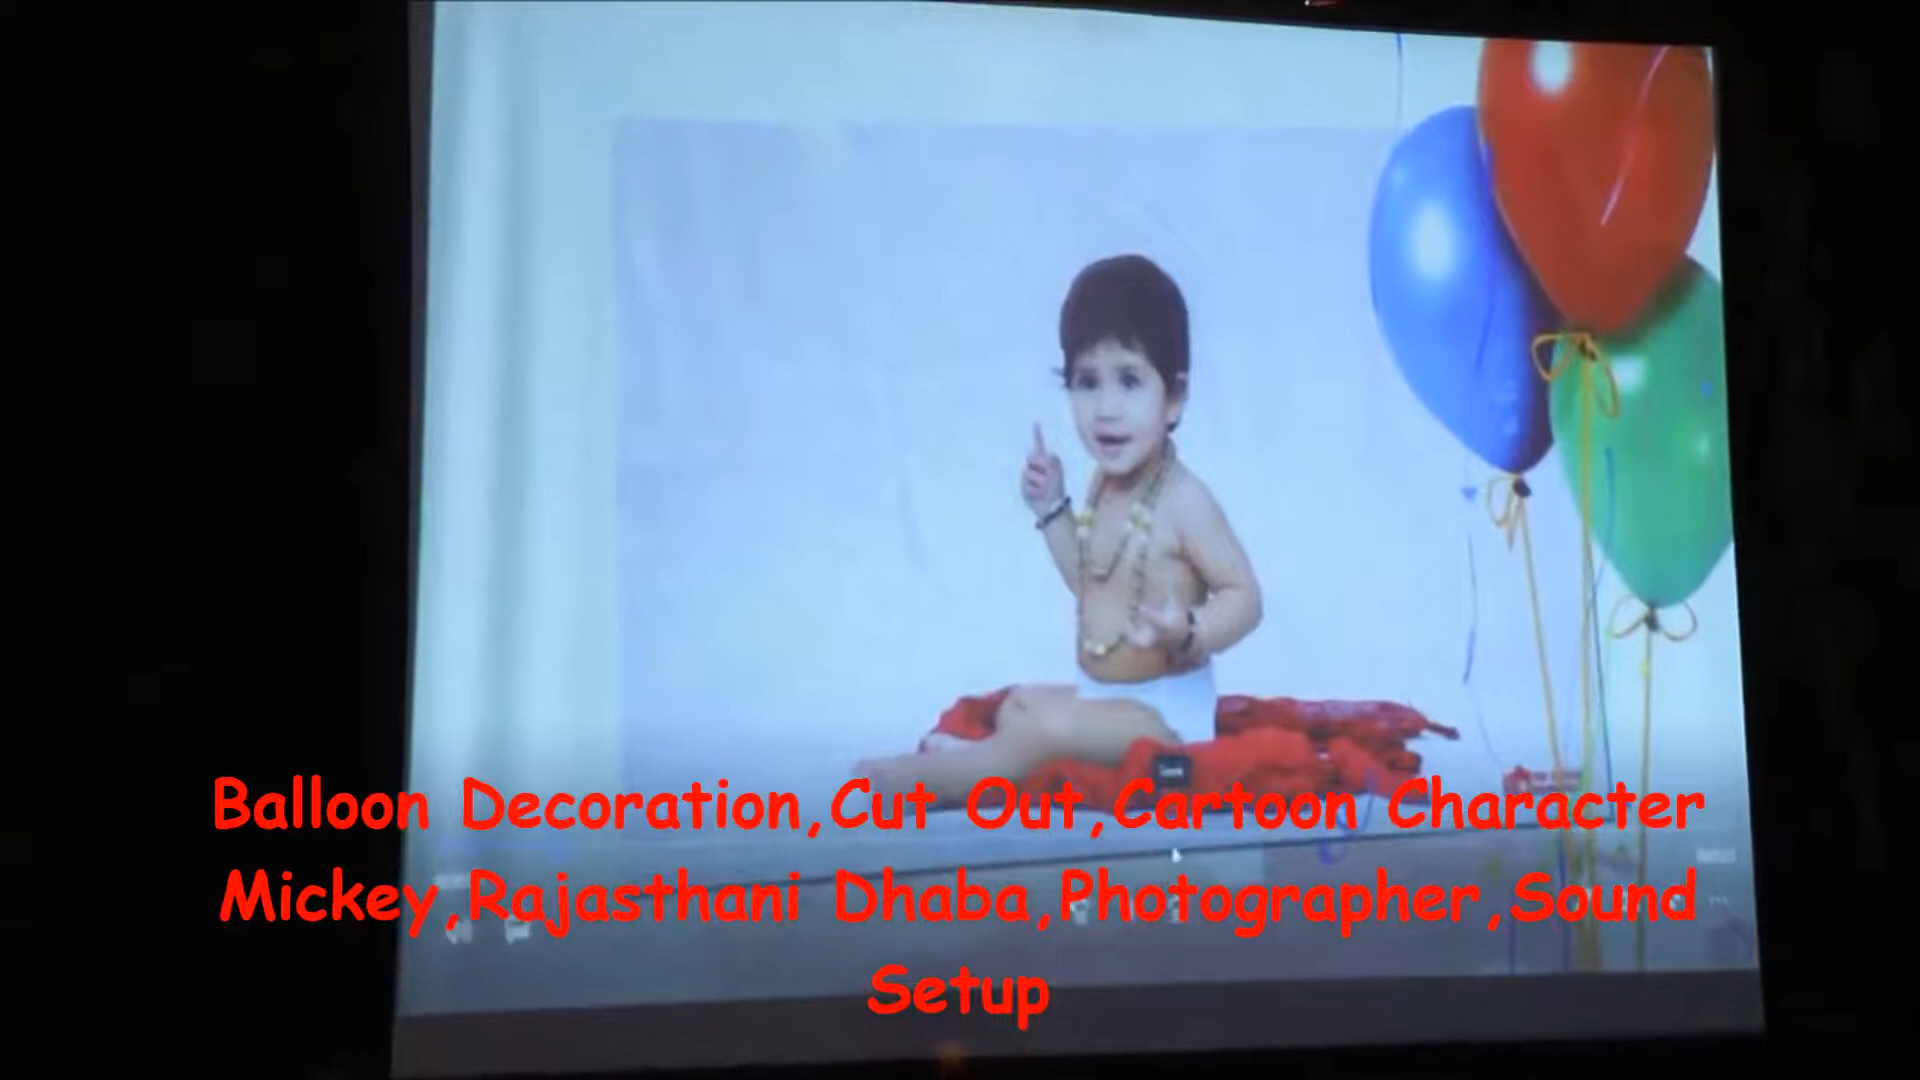 Balloon Decoration,Cut Out,Cartoon Character
Mickey,Rajasthani Dhaba,Photographer,Sound
Setup